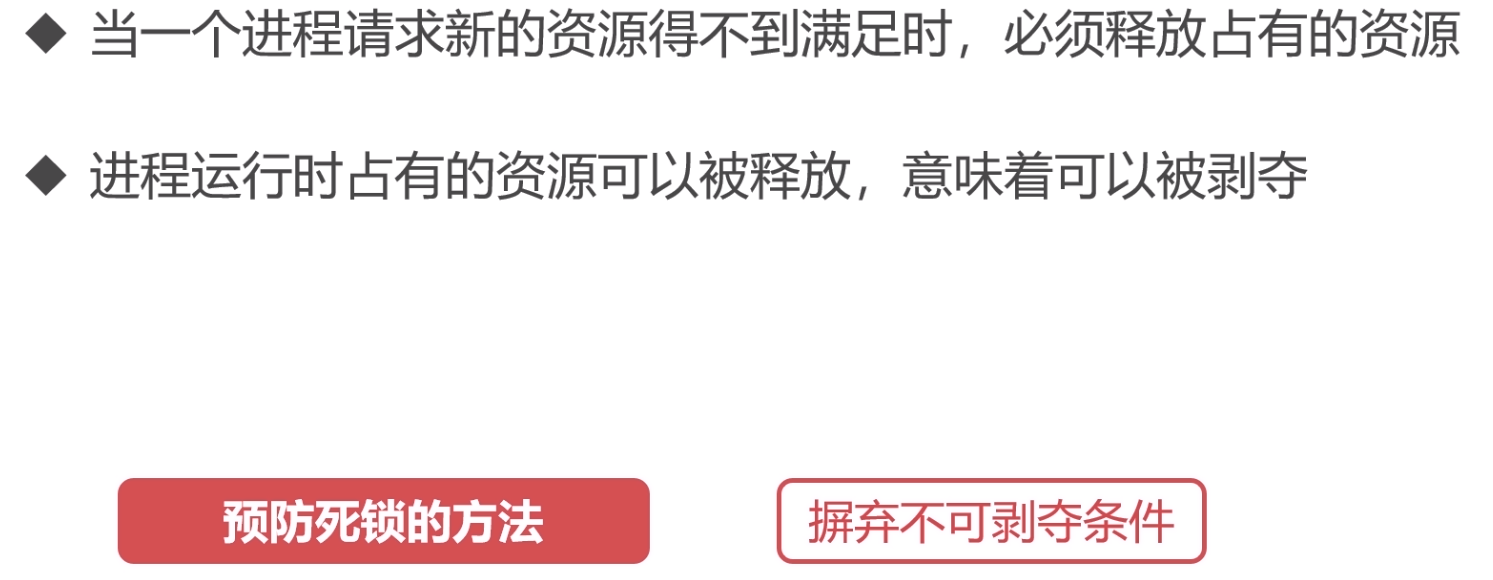 当一个进程请求新的资源得不到满足时，必须释放占有的资源
进程运行时占有的资源可以被释放，意味着可以被剥夺
预防死锁的方法
摒弃不可剥夺条件